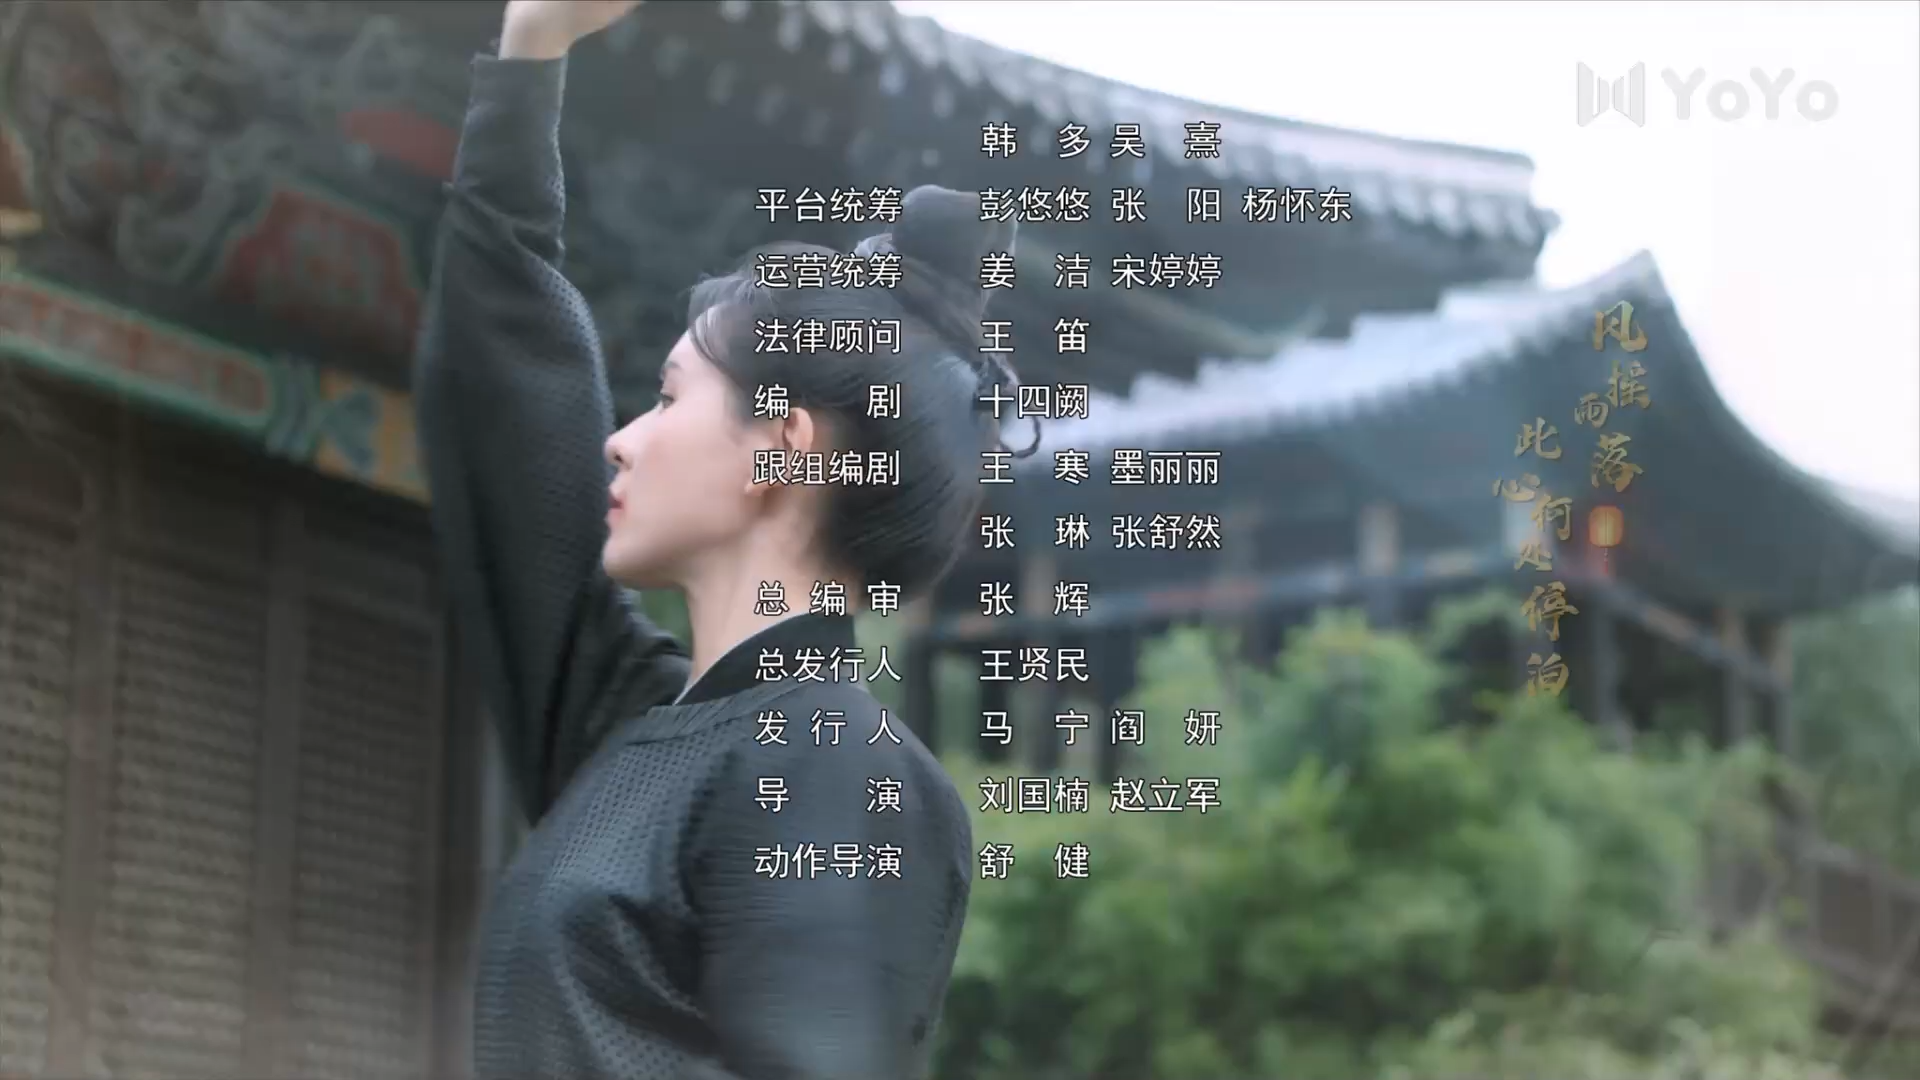 YoYo
韩 多 吴 熹
平台统筹 彭悠悠 张 阳 杨怀东
运营统筹 姜 洁 宋婷婷
法律顾问 王 笛
编 剧 十四阙
跟组编剧 王 寒 墨丽丽
张 琳 张舒然
总编审 张 辉
总发行人 王贤民
发行人 马 宁 阎 妍
导 演 刘国楠 赵立军
动作导演 舒 健
风摇雨落
此心何处停泊